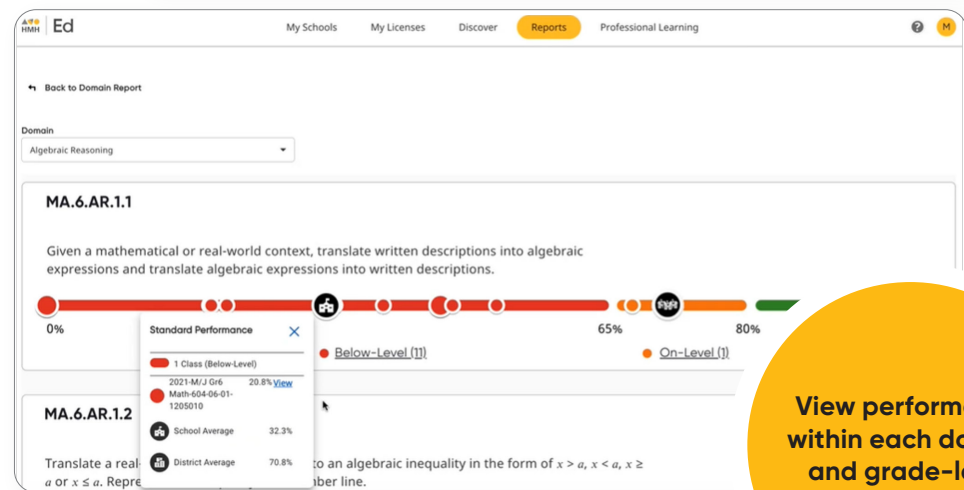 HMH Ed
My Schools My Licenses Discover Reports Professional Learning ? M
Back to Domain Report
Domain
Algebraic Reasoning
MA.6.AR.1.1
Given a mathematical or real-world context, translate written descriptions into algebraic
expressions and translate algebraic expressions into written descriptions.
0% 65% 80%
Below-Level (11) On-Level (1)
Standard Performance
1 Class (Below-Level)
2021-M/J Gr6 20.8% View
Math-604-06-01-
1205010
School Average 32.3%
District Average 70.8%
MA.6.AR.1.2
Translate a real- to an algebraic inequality in the form of x > a, x < a, x ≥
a or x ≤ a. Repre ber line.
View performa
within each do
and grade-le